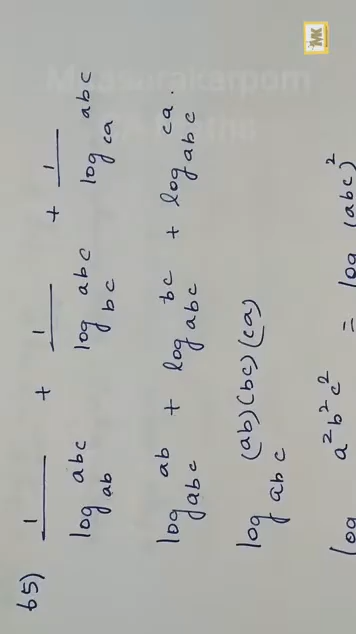 65) 1/log_ab abc + 1/log_bc abc + 1/log_ca abc
log_abc ab + log_abc bc + log_abc ca.
log_abc (ab)(bc)(ca)
log a²b²c² = log (abc)²
MK